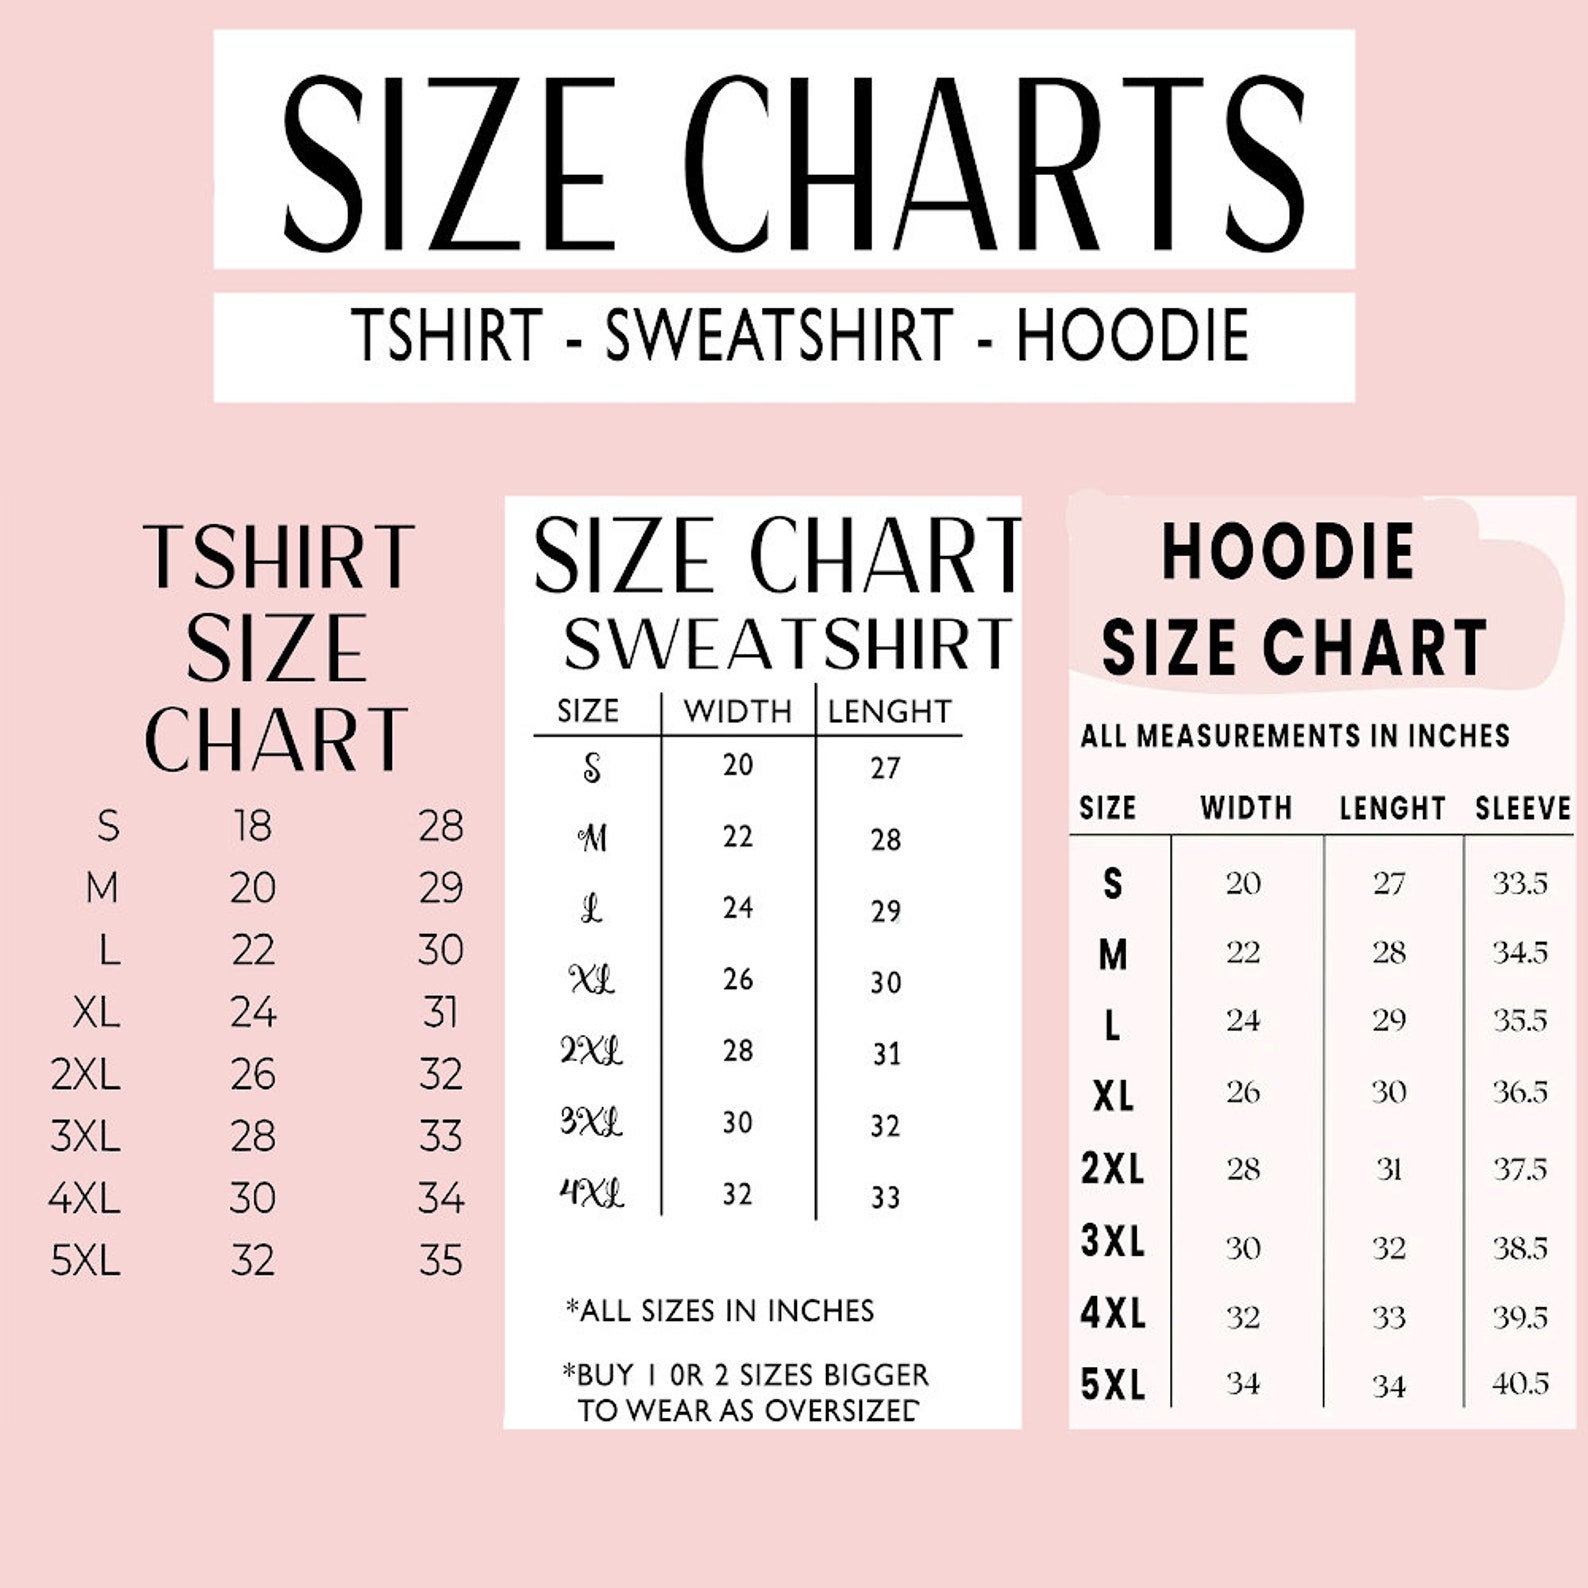 SIZE CHARTS
TSHIRT - SWEATSHIRT - HOODIE
TSHIRT
SIZE
CHART
S 18 28
M 20 29
L 22 30
XL 24 31
2XL 26 32
3XL 28 33
4XL 30 34
5XL 32 35
SIZE CHART
SWEATSHIRT
SIZE WIDTH LENGHT
S 20 27
M 22 28
L 24 29
XL 26 30
2XL 28 31
3XL 30 32
4XL 32 33
*ALL SIZES IN INCHES
*BUY 1 OR 2 SIZES BIGGER
TO WEAR AS OVERSIZED
HOODIE
SIZE CHART
ALL MEASUREMENTS IN INCHES
SIZE WIDTH LENGHT SLEEVE
S 20 27 33.5
M 22 28 34.5
L 24 29 35.5
XL 26 30 36.5
2XL 28 31 37.5
3XL 30 32 38.5
4XL 32 33 39.5
5XL 34 34 40.5